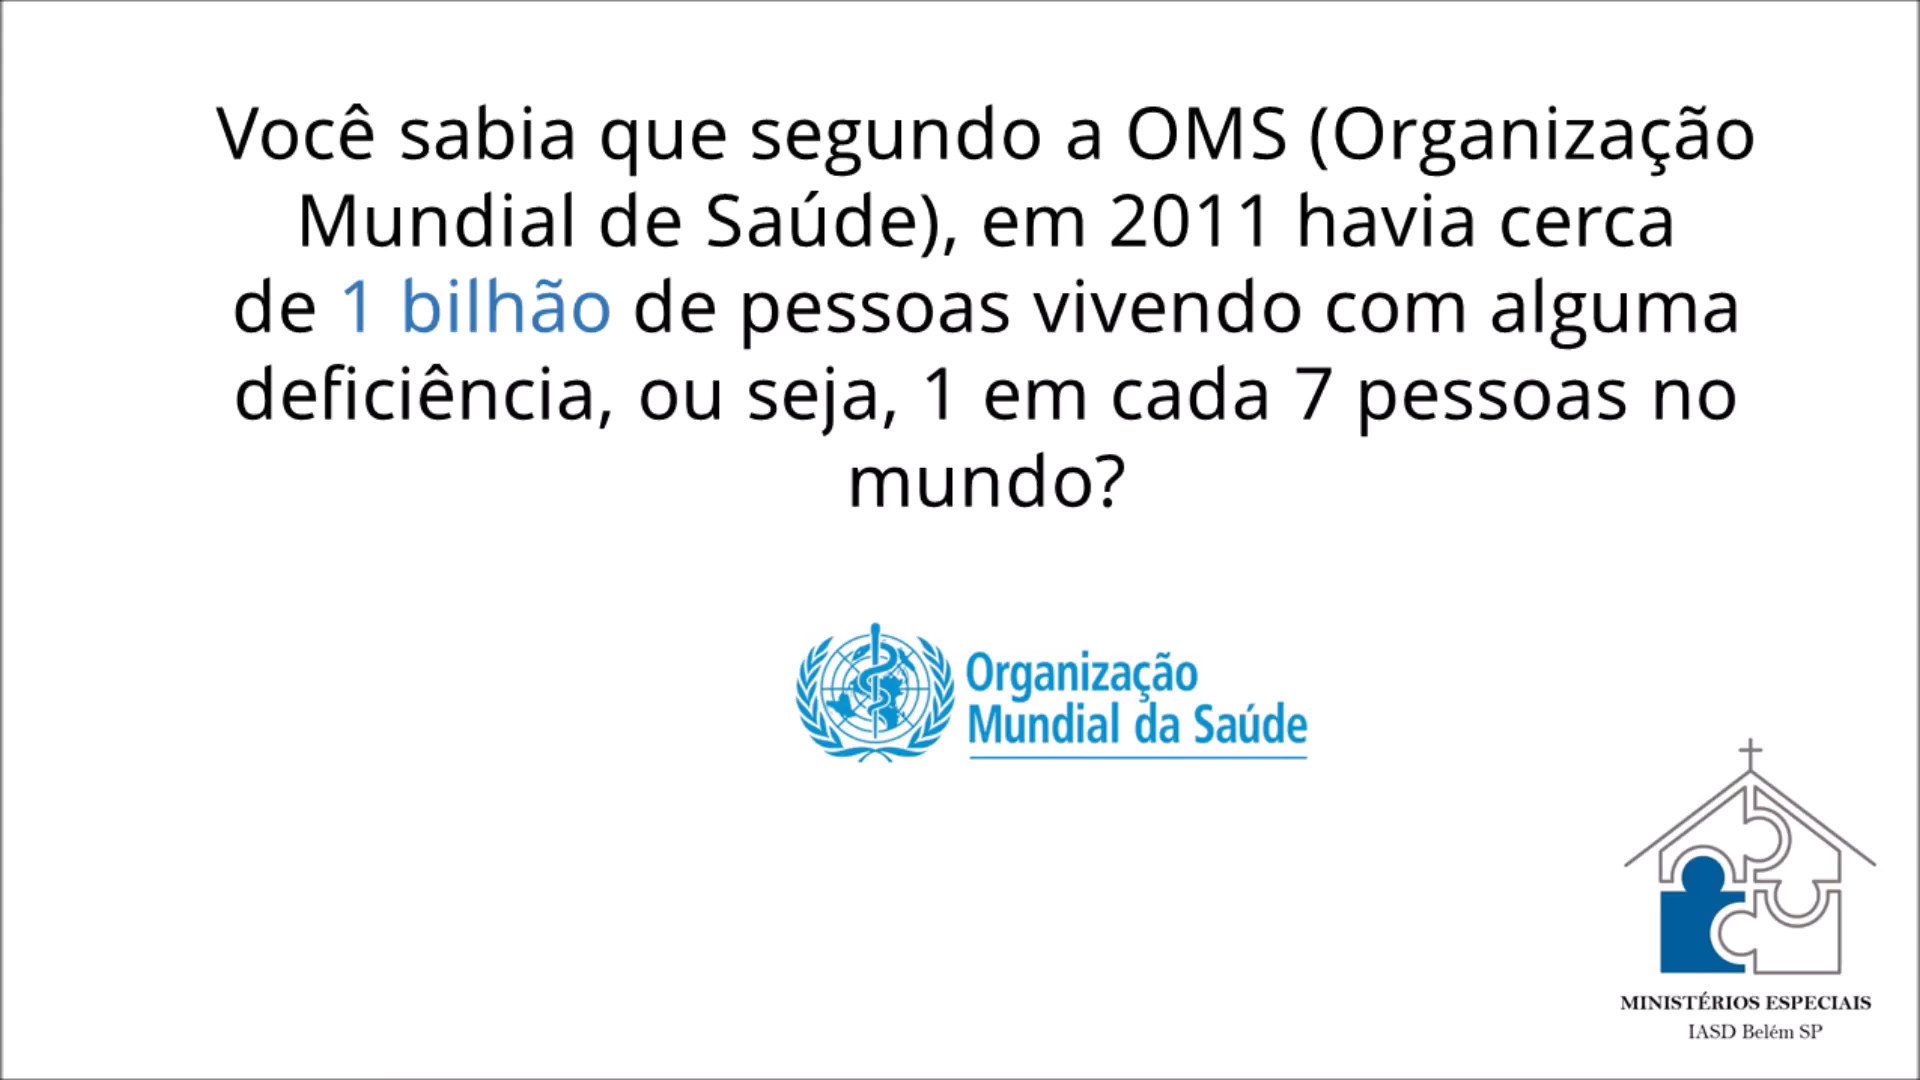 Você sabia que segundo a OMS (Organização
Mundial de Saúde), em 2011 havia cerca
de 1 bilhão de pessoas vivendo com alguma
deficiência, ou seja, 1 em cada 7 pessoas no
mundo?
Organização
Mundial da Saúde
MINISTÉRIOS ESPECIAIS
IASD Belém SP